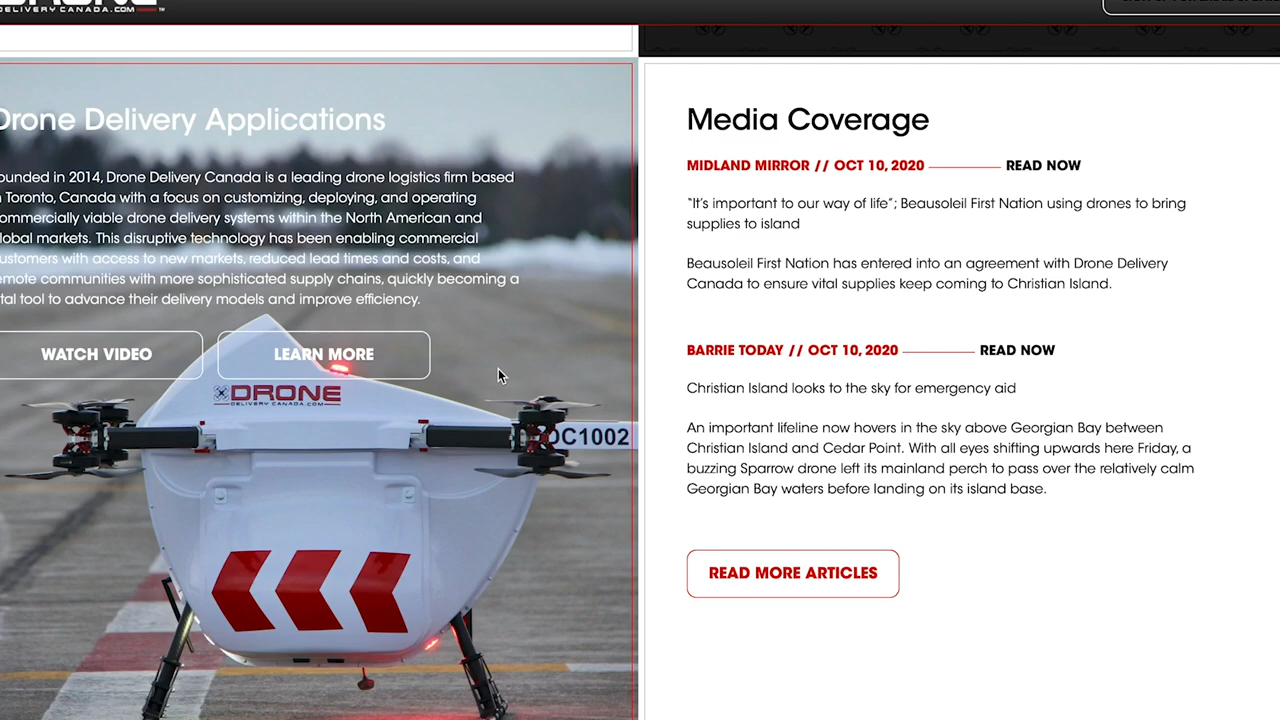 DELIVERY CANADA.COM
Drone Delivery Applications
ounded in 2014, Drone Delivery Canada is a leading drone logistics firm based
Toronto, Canada with a focus on customizing, deploying, and operating
ommercially viable drone delivery systems within the North American and
lobal markets. This disruptive technology has been enabling commercial
ustomers with access to new markets, reduced lead times and costs, and
emote communities with more sophisticated supply chains, quickly becoming a
tal tool to advance their delivery models and improve efficiency.
WATCH VIDEO
LEARN MORE
DRONE
DELIVERY CANADA.COM
DC1002
Media Coverage
MIDLAND MIRROR // OCT 10, 2020 READ NOW
"It's important to our way of life"; Beausoleil First Nation using drones to bring
supplies to island
Beausoleil First Nation has entered into an agreement with Drone Delivery
Canada to ensure vital supplies keep coming to Christian Island.
BARRIE TODAY // OCT 10, 2020 READ NOW
Christian Island looks to the sky for emergency aid
An important lifeline now hovers in the sky above Georgian Bay between
Christian Island and Cedar Point. With all eyes shifting upwards here Friday, a
buzzing Sparrow drone left its mainland perch to pass over the relatively calm
Georgian Bay waters before landing on its island base.
READ MORE ARTICLES